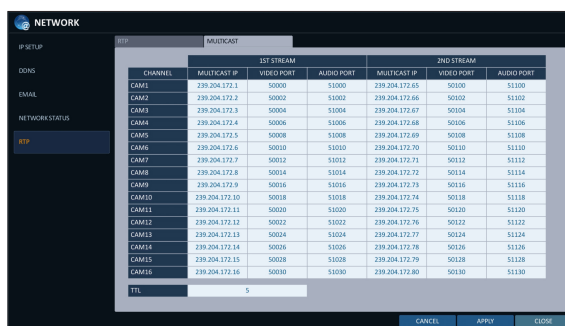 NETWORK
IP SETUP
DDNS
EMAIL
NETWORK STATUS
RTP
RTP MULTICAST
1ST STREAM 2ND STREAM
CHANNEL MULTICAST IP VIDEO PORT AUDIO PORT MULTICAST IP VIDEO PORT AUDIO PORT
CAM1 239.204.172.1 50000 51000 239.204.172.65 50100 51100
CAM2 239.204.172.2 50002 51002 239.204.172.66 50102 51102
CAM3 239.204.172.3 50004 51004 239.204.172.67 50104 51104
CAM4 239.204.172.4 50006 51006 239.204.172.68 50106 51106
CAM5 239.204.172.5 50008 51008 239.204.172.69 50108 51108
CAM6 239.204.172.6 50010 51010 239.204.172.70 50110 51110
CAM7 239.204.172.7 50012 51012 239.204.172.71 50112 51112
CAM8 239.204.172.8 50014 51014 239.204.172.72 50114 51114
CAM9 239.204.172.9 50016 51016 239.204.172.73 50116 51116
CAM10 239.204.172.10 50018 51018 239.204.172.74 50118 51118
CAM11 239.204.172.11 50020 51020 239.204.172.75 50120 51120
CAM12 239.204.172.12 50022 51022 239.204.172.76 50122 51122
CAM13 239.204.172.13 50024 51024 239.204.172.77 50124 51124
CAM14 239.204.172.14 50026 51026 239.204.172.78 50126 51126
CAM15 239.204.172.15 50028 51028 239.204.172.79 50128 51128
CAM16 239.204.172.16 50030 51030 239.204.172.80 50130 51130
TTL 5
CANCEL APPLY CLOSE